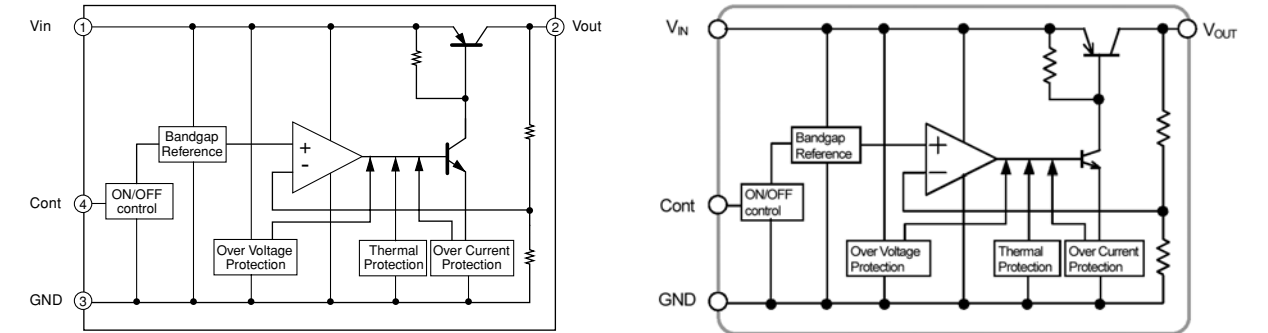 Vin
1
2
Vout
Bandgap
Reference
+
-
Cont
4
ON/OFF
control
Over Voltage
Protection
Thermal
Protection
Over Current
Protection
GND
3
VIN
VOUT
Bandgap
Reference
+
−
Cont
ON/OFF
control
Over Voltage
Protection
Thermal
Protection
Over Current
Protection
GND